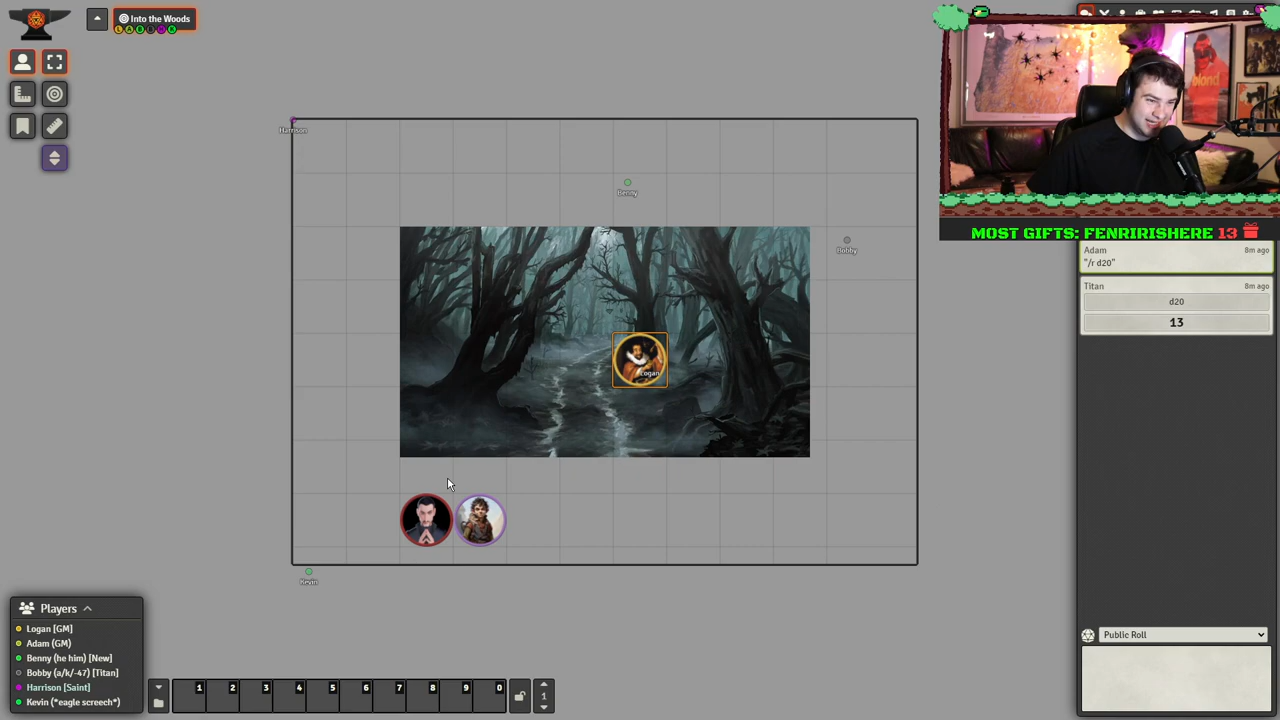 Into the Woods
L
A
B
B
H
K
Harrison
Benny
Bobby
Logan
Kevin
MOST GIFTS: FENRIRISHERE 13
Adam
8m ago
"/r d20"
Titan
8m ago
d20
13
Players
Logan [GM]
Adam (GM)
Benny (he him) [New]
Bobby (a/k/-47) [Titan]
Harrison [Saint]
Kevin (*eagle screech*)
1
2
3
4
5
6
7
8
9
0
1
Public Roll